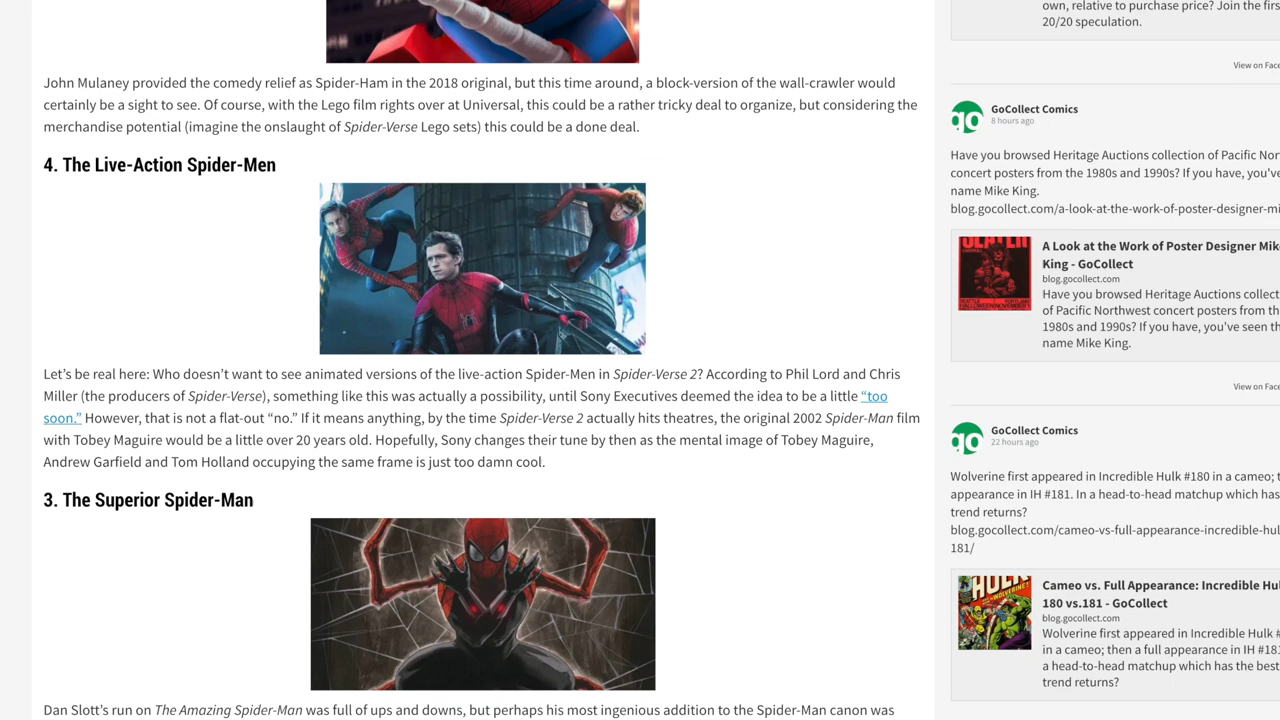 John Mulaney provided the comedy relief as Spider-Ham in the 2018 original, but this time around, a block-version of the wall-crawler would
certainly be a sight to see. Of course, with the Lego film rights over at Universal, this could be a rather tricky deal to organize, but considering the
merchandise potential (imagine the onslaught of Spider-Verse Lego sets) this could be a done deal.
4. The Live-Action Spider-Men
Let’s be real here: Who doesn’t want to see animated versions of the live-action Spider-Men in Spider-Verse 2? According to Phil Lord and Chris
Miller (the producers of Spider-Verse), something like this was actually a possibility, until Sony Executives deemed the idea to be a little “too
soon.” However, that is not a flat-out “no.” If it means anything, by the time Spider-Verse 2 actually hits theatres, the original 2002 Spider-Man film
with Tobey Maguire would be a little over 20 years old. Hopefully, Sony changes their tune by then as the mental image of Tobey Maguire,
Andrew Garfield and Tom Holland occupying the same frame is just too damn cool.
3. The Superior Spider-Man
Dan Slott’s run on The Amazing Spider-Man was full of ups and downs, but perhaps his most ingenious addition to the Spider-Man canon was
own, relative to purchase price? Join the
20/20 speculation.
View on
go
GoCollect Comics
8 hours ago
Have you browsed Heritage Auctions collection of Pacific
concert posters from the 1980s and 1990s? If you have, you've
name Mike King.
blog.gocollect.com/a-look-at-the-work-of-poster-designer-
SLAYER
A Look at the Work of Poster Designer
King - GoCollect
blog.gocollect.com
Have you browsed Heritage Auctions
of Pacific Northwest concert posters from
1980s and 1990s? If you have, you've seen
name Mike King.
View on
go
GoCollect Comics
22 hours ago
Wolverine first appeared in Incredible Hulk #180 in a cameo;
appearance in IH #181. In a head-to-head matchup which has
trend returns?
blog.gocollect.com/cameo-vs-full-appearance-incredible-
181/
HULK
Cameo vs. Full Appearance: Incredible
180 vs.181 - GoCollect
blog.gocollect.com
Wolverine first appeared in Incredible Hulk
in a cameo; then a full appearance in IH
a head-to-head matchup which has the best
trend returns?